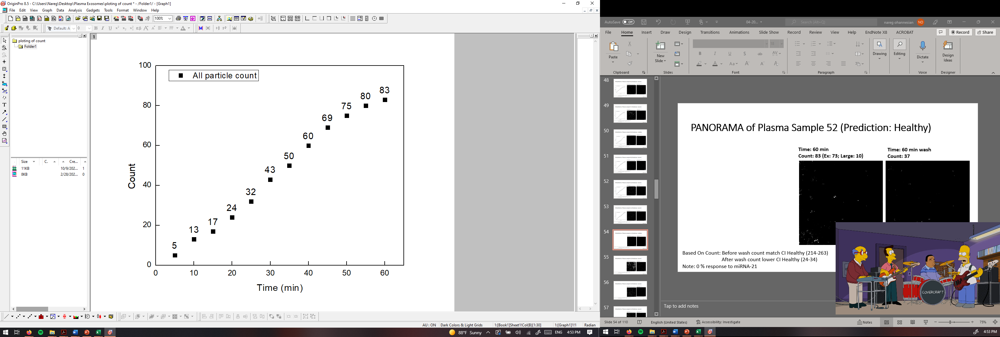 OriginPro 8.5 - C:\Users\Nareg\Desktop\Plasma Exosomes\ploting of count * - /Folder1/ - [Graph1]
File Edit View Graph Data Analysis Gadgets Tools Format Window Help
100%
Default: A 0 B I U
ploting of count
Folder1
Size C. Cre...
11KB 10/9/202... 1
8KB 2/28/202... 0
1
All particle count
100
80
60
40
20
0
Count
5
13
17
24
32
43
50
60
69
75
80
83
0 10 20 30 40 50 60
Time (min)
AU : ON Dark Colors & Light Grids 1:[Book1]Sheet1!Col(B)[1:30] 1:[Graph1]1!1 Radian
88°F Sunny ENG 4:53 PM
AutoSave Off 04-20... Search (Alt+Q) nareg ohannesian NO
File Home Insert Draw Design Transitions Animations Slide Show Record Review View Help EndNote X8 ACROBAT Record Share
Paste New Slide 18 Drawing Editing Dictate Design Ideas
B I U S ab AV
A Aa A A
Clipboard Slides Font Paragraph Voice Designer
48
49
50
51
52
53
54
55
56
57
PANORAMA of Plasma Sample 52 (Prediction: Healthy)
Time: 60 min
Count: 83 (Ex: 73; Large: 10)
Time: 60 min wash
Count: 37
Based On Count: Before wash count match CI Healthy (214-263)
After wash count lower CI Healthy (24-34)
Note: 0 % response to miRNA-21
COVERCRAFT
Tap to add notes
Slide 54 of 110 English (United States) Accessibility: Investigate Notes 75%
4:53 PM